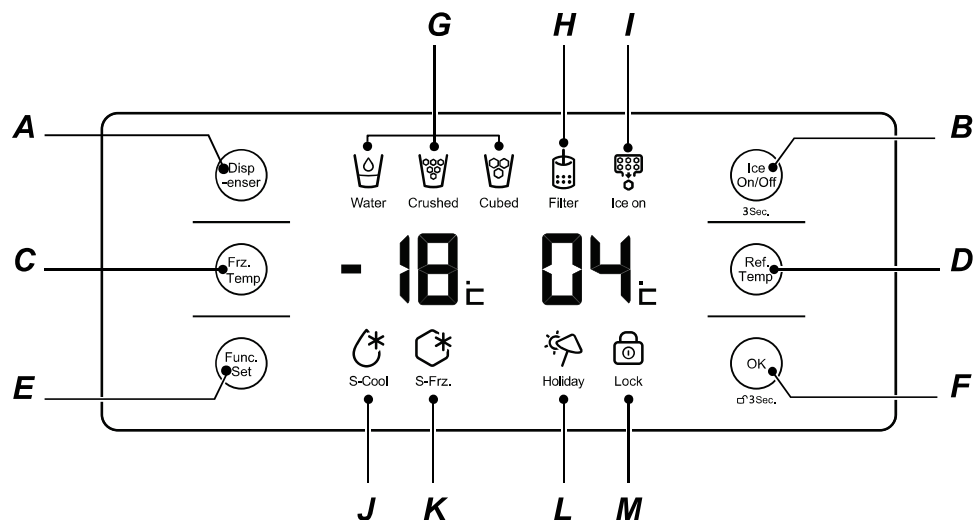 G H I
A B
Disp
-enser
Water Crushed Cubed Filter Ice on
Ice
On/Off
3Sec.
C D
Frz.
Temp
-18°C 04°C
Ref.
Temp
E F
Func.
Set
S-Cool S-Frz. Holiday Lock
OK
3Sec.
J K L M